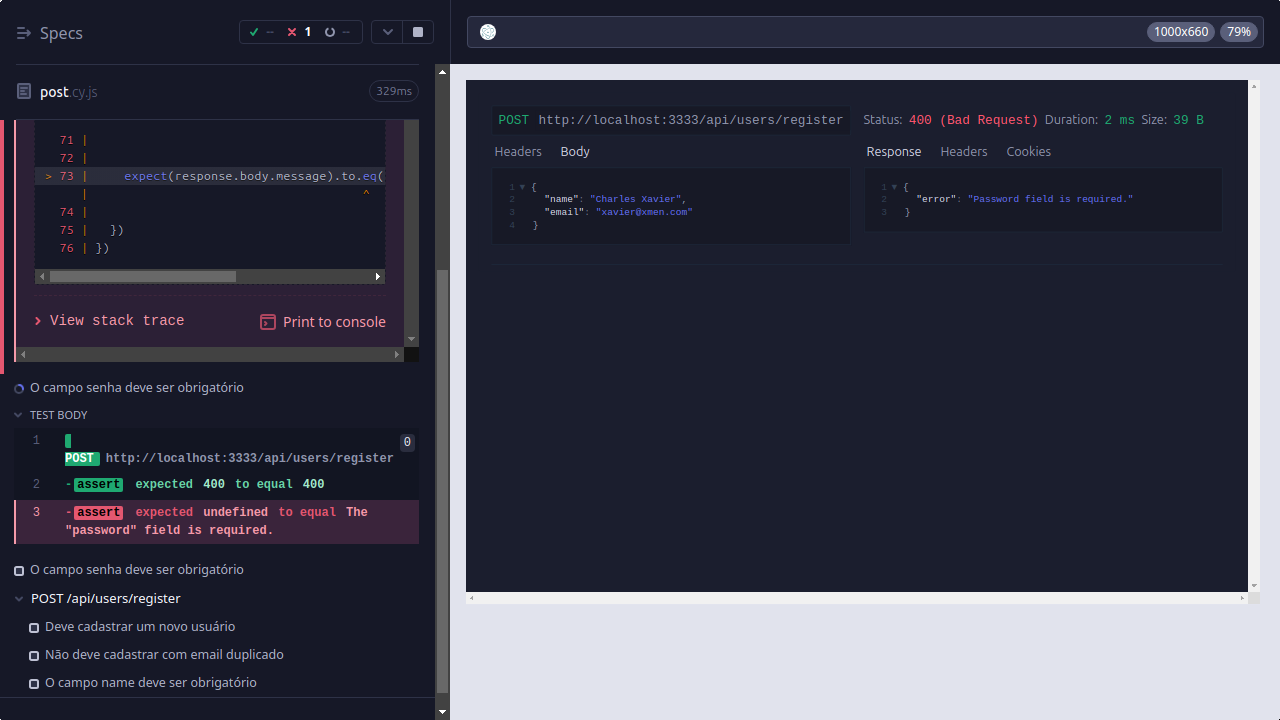 Specs
-- 1 --
1000x660 79%
post.cy.js 329ms
71 |
72 |
> 73 | expect(response.body.message).to.eq(
| ^
74 |
75 | })
76 | })
View stack trace Print to console
O campo senha deve ser obrigatório
TEST BODY
1 0
POST http://localhost:3333/api/users/register
2 -assert expected 400 to equal 400
3 -assert expected undefined to equal The
"password" field is required.
O campo senha deve ser obrigatório
POST /api/users/register
Deve cadastrar um novo usuário
Não deve cadastrar com email duplicado
O campo name deve ser obrigatório
POST http://localhost:3333/api/users/register
Status: 400 (Bad Request) Duration: 2 ms Size: 39 B
Headers Body
1 {
2 "name": "Charles Xavier",
3 "email": "xavier@xmen.com"
4 }
Response Headers Cookies
1 {
2 "error": "Password field is required."
3 }